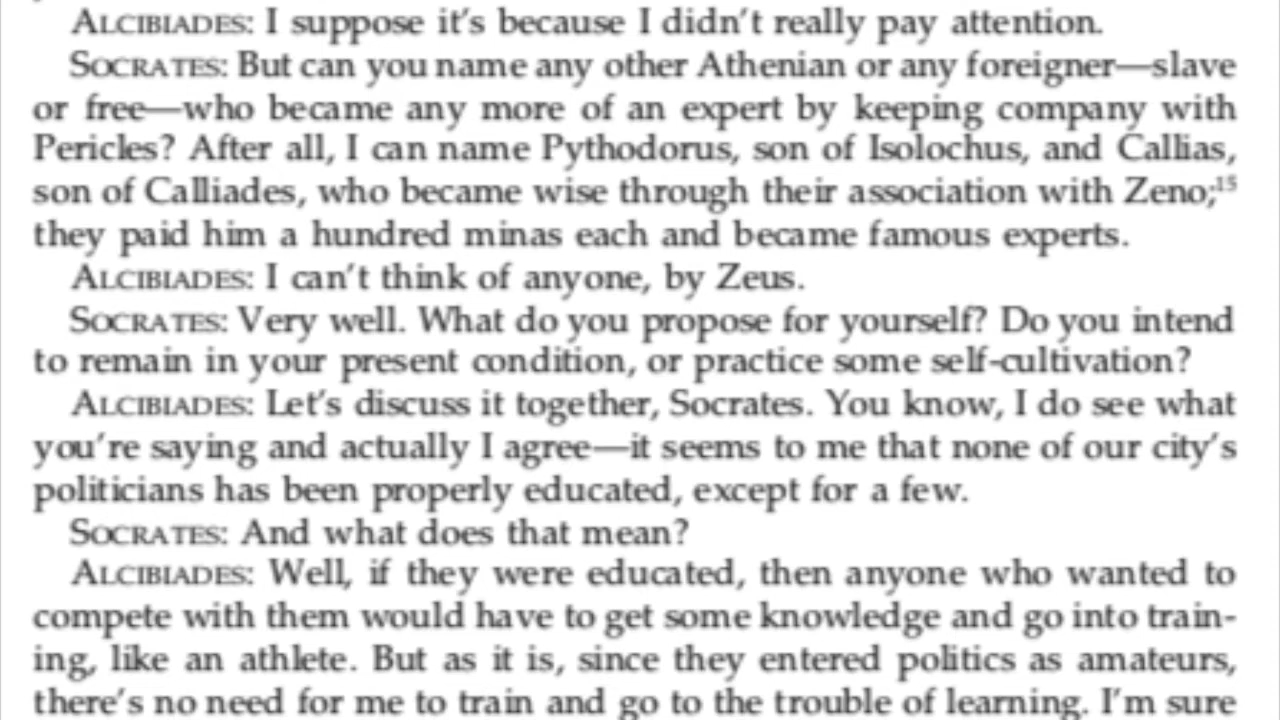 ALCIBIADES: I suppose it's because I didn't really pay attention.
SOCRATES: But can you name any other Athenian or any foreigner—slave
or free—who became any more of an expert by keeping company with
Pericles? After all, I can name Pythodorus, son of Isolochus, and Callias,
son of Calliades, who became wise through their association with Zeno;15
they paid him a hundred minas each and became famous experts.
ALCIBIADES: I can't think of anyone, by Zeus.
SOCRATES: Very well. What do you propose for yourself? Do you intend
to remain in your present condition, or practice some self-cultivation?
ALCIBIADES: Let's discuss it together, Socrates. You know, I do see what
you're saying and actually I agree—it seems to me that none of our city's
politicians has been properly educated, except for a few.
SOCRATES: And what does that mean?
ALCIBIADES: Well, if they were educated, then anyone who wanted to
compete with them would have to get some knowledge and go into train-
ing, like an athlete. But as it is, since they entered politics as amateurs,
there's no need for me to train and go to the trouble of learning. I'm sure